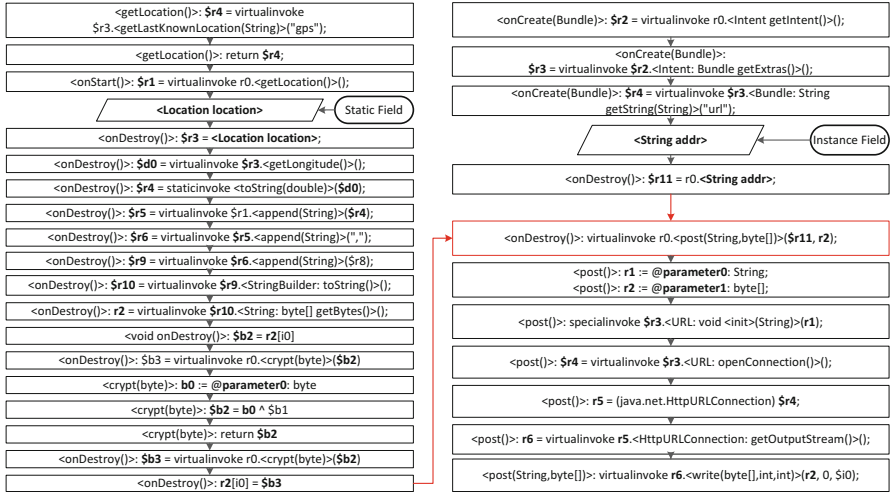 <getLocation()>: $r4 = virtualinvoke
$r3.<getLastKnownLocation(String)>("gps");
<getLocation()>: return $r4;
<onStart()>: $r1 = virtualinvoke r0.<getLocation()>();
<Location location>
Static Field
<onDestroy()>: $r3 = <Location location>;
<onDestroy()>: $d0 = virtualinvoke $r3.<getLongitude()>();
<onDestroy()>: $r4 = staticinvoke <toString(double)>($d0);
<onDestroy()>: $r5 = virtualinvoke $r1.<append(String)>($r4);
<onDestroy()>: $r6 = virtualinvoke $r5.<append(String)>(",");
<onDestroy()>: $r9 = virtualinvoke $r6.<append(String)>($r8);
<onDestroy()>: $r10 = virtualinvoke $r9.<StringBuilder: toString()>();
<onDestroy()>: r2 = virtualinvoke $r10.<String: byte[] getBytes()>();
<void onDestroy()>: $b2 = r2[i0]
<onDestroy()>: $b3 = virtualinvoke r0.<crypt(byte)>($b2)
<crypt(byte)>: b0 := @parameter0: byte
<crypt(byte)>: $b2 = b0 ^ $b1
<crypt(byte)>: return $b2
<onDestroy()>: $b3 = virtualinvoke r0.<crypt(byte)>($b2)
<onDestroy()>: r2[i0] = $b3
<onCreate(Bundle)>: $r2 = virtualinvoke r0.<Intent getIntent()>();
<onCreate(Bundle)>:
$r3 = virtualinvoke $r2.<Intent: Bundle getExtras()>();
<onCreate(Bundle)>: $r4 = virtualinvoke $r3.<Bundle: String
getString(String)>("url");
<String addr>
Instance Field
<onDestroy()>: $r11 = r0.<String addr>;
<onDestroy()>: virtualinvoke r0.<post(String,byte[])>($r11, r2);
<post()>: r1 := @parameter0: String;
<post()>: r2 := @parameter1: byte[];
<post()>: specialinvoke $r3.<URL: void <init>(String)>(r1);
<post()>: $r4 = virtualinvoke $r3.<URL: openConnection()>();
<post()>: r5 = (java.net.HttpURLConnection) $r4;
<post()>: r6 = virtualinvoke r5.<HttpURLConnection: getOutputStream()>();
<post(String,byte[])>: virtualinvoke r6.<write(byte[],int,int)>(r2, 0, $i0);